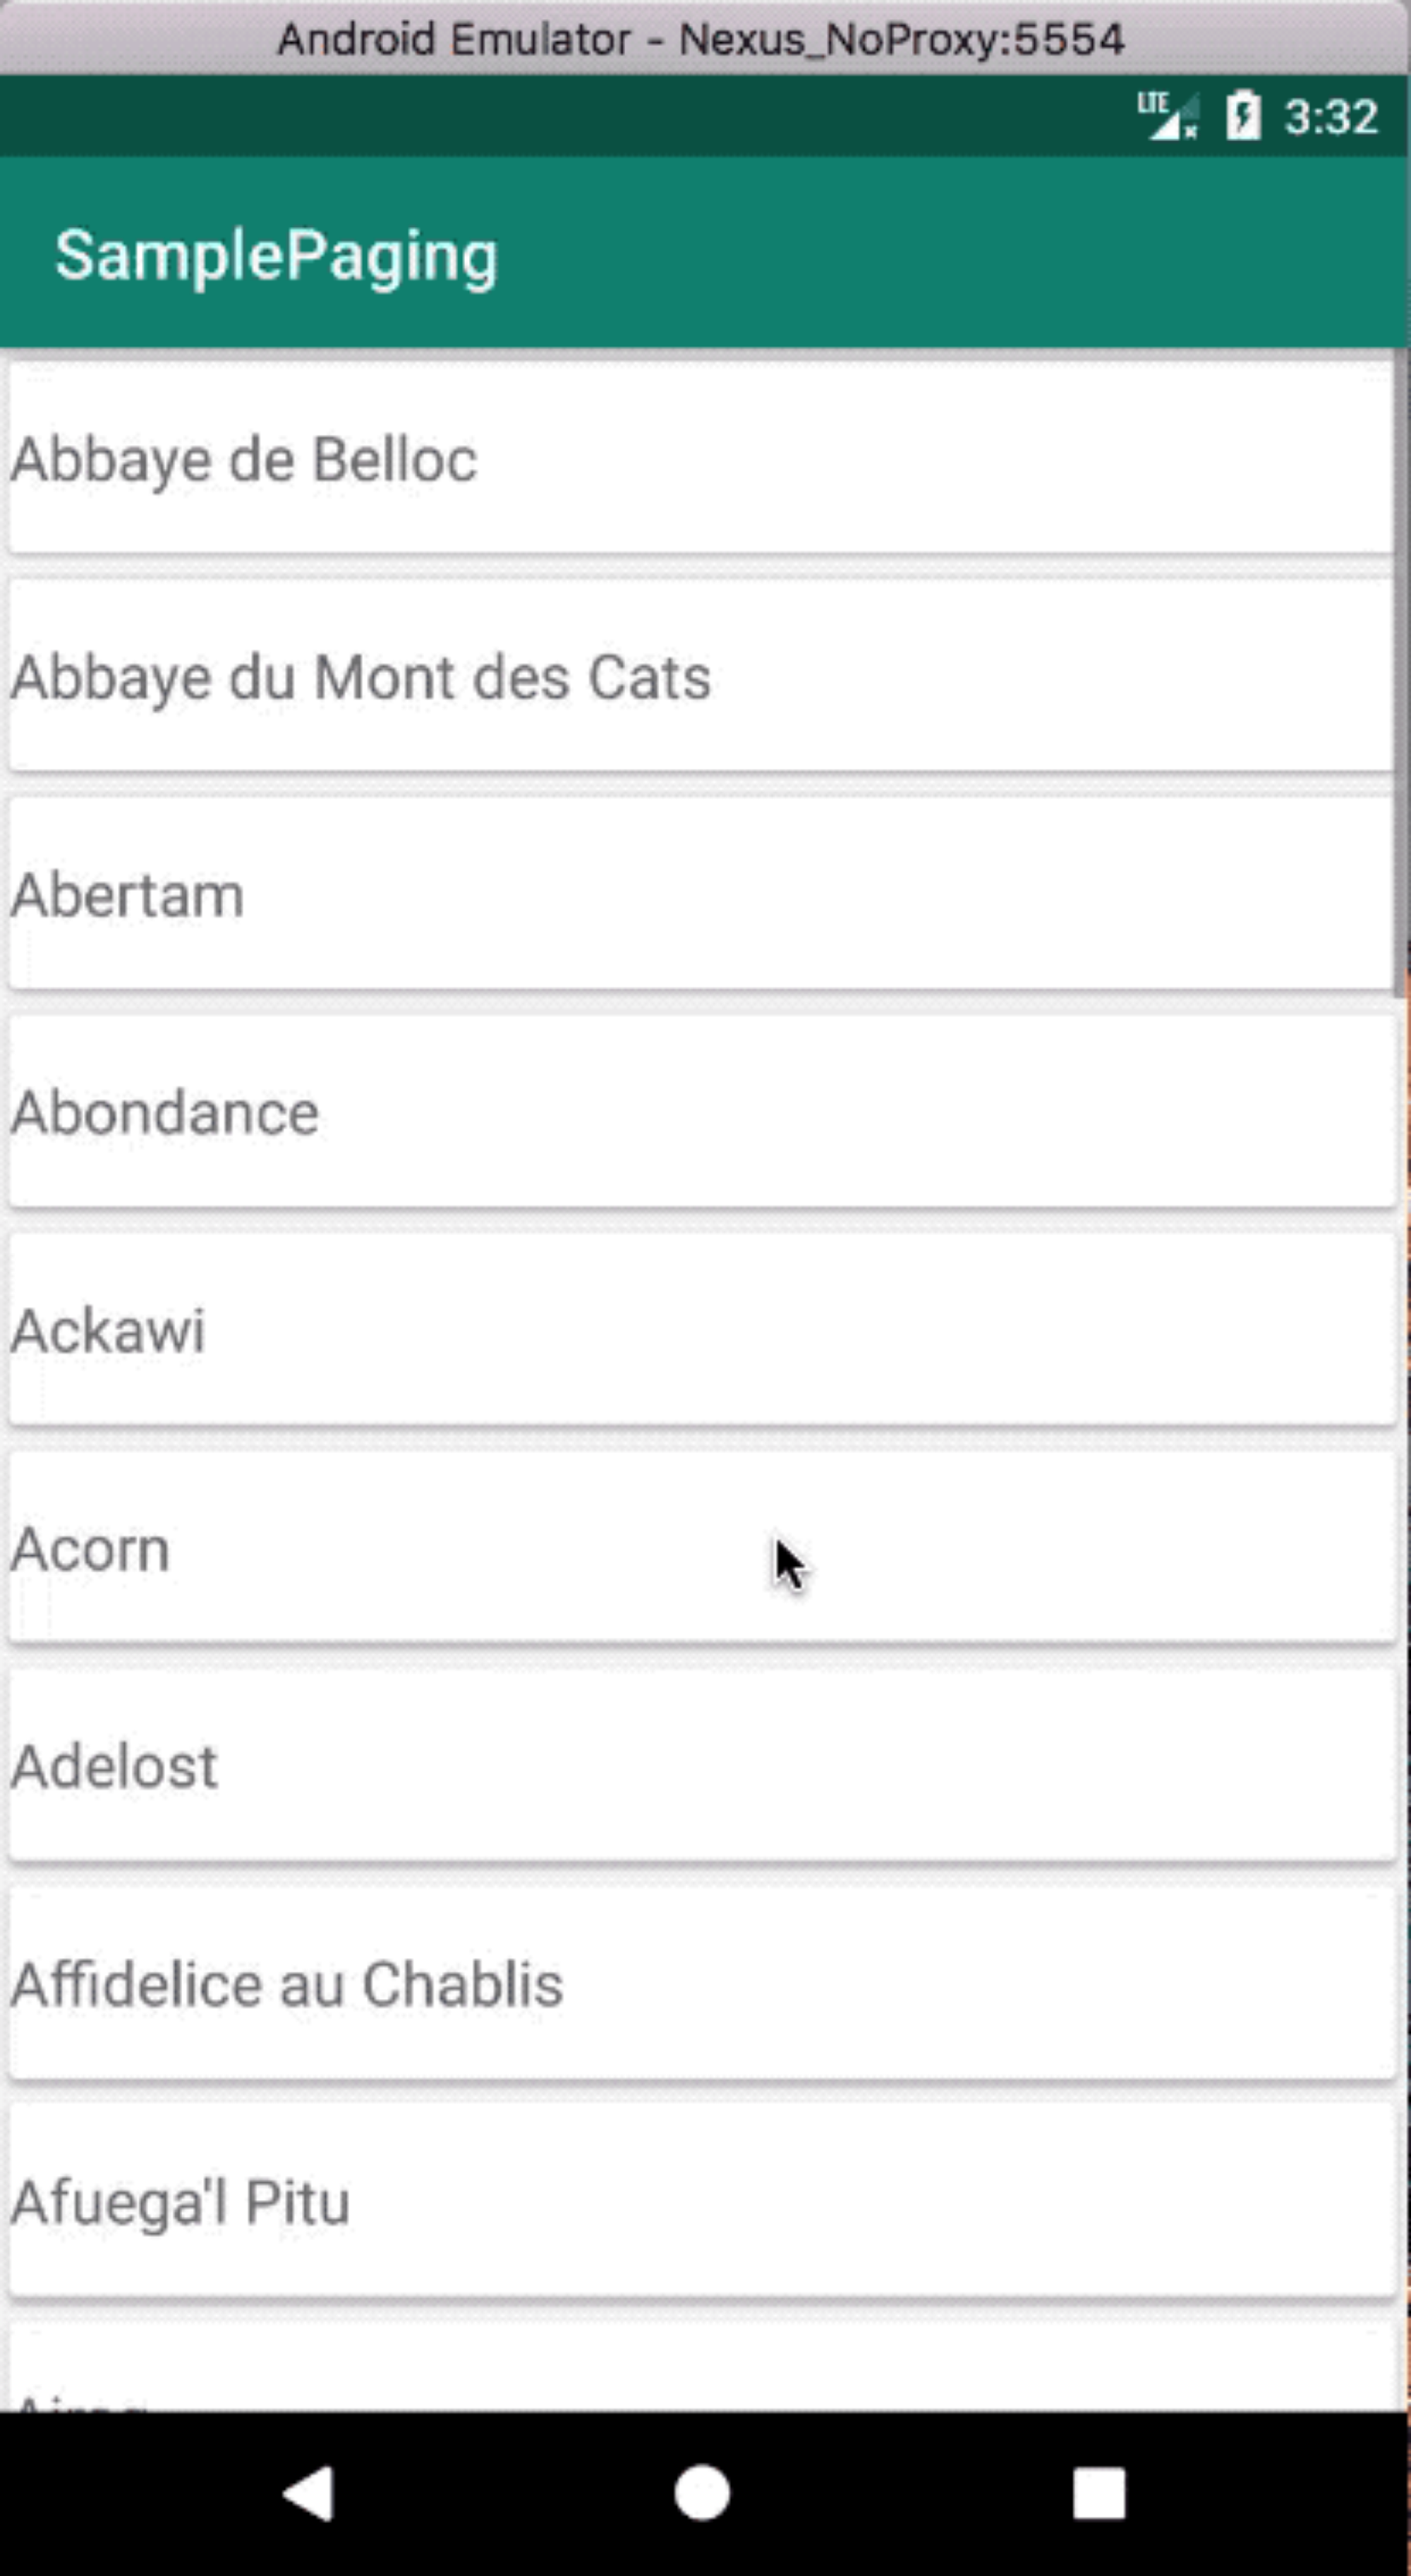 Android Emulator - Nexus_NoProxy:5554
LTE 3:32
SamplePaging
Abbaye de Belloc
Abbaye du Mont des Cats
Abertam
Abondance
Ackawi
Acorn
Adelost
Affidelice au Chablis
Afuega'l Pitu